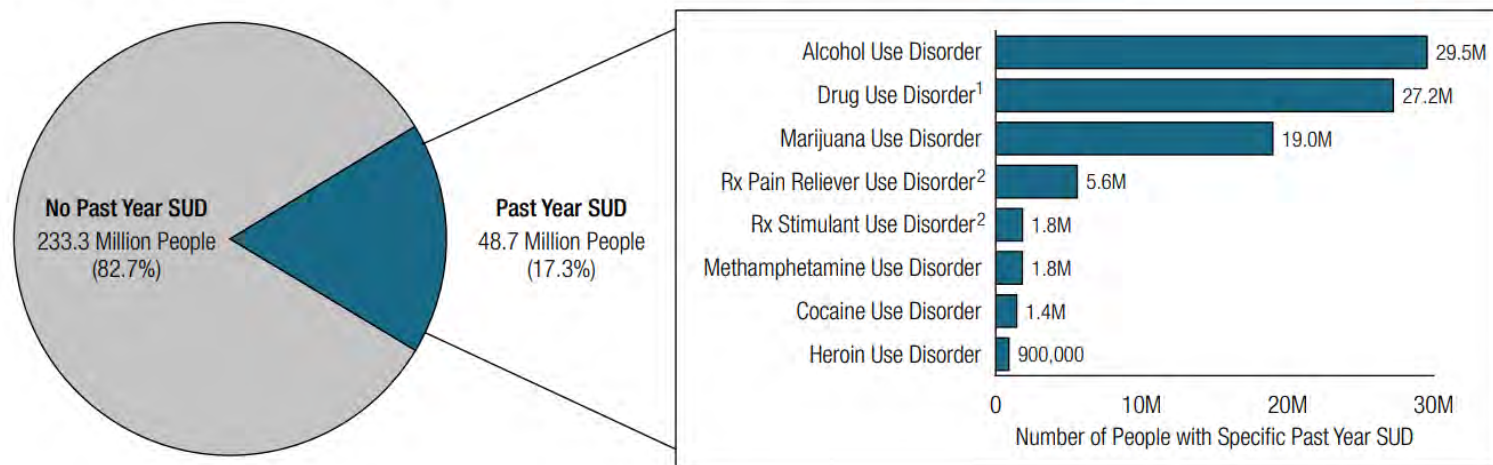 No Past Year SUD
233.3 Million People
(82.7%)
Past Year SUD
48.7 Million People
(17.3%)
Alcohol Use Disorder 29.5M
Drug Use Disorder¹ 27.2M
Marijuana Use Disorder 19.0M
Rx Pain Reliever Use Disorder² 5.6M
Rx Stimulant Use Disorder² 1.8M
Methamphetamine Use Disorder 1.8M
Cocaine Use Disorder 1.4M
Heroin Use Disorder 900,000
0 10M 20M 30M
Number of People with Specific Past Year SUD